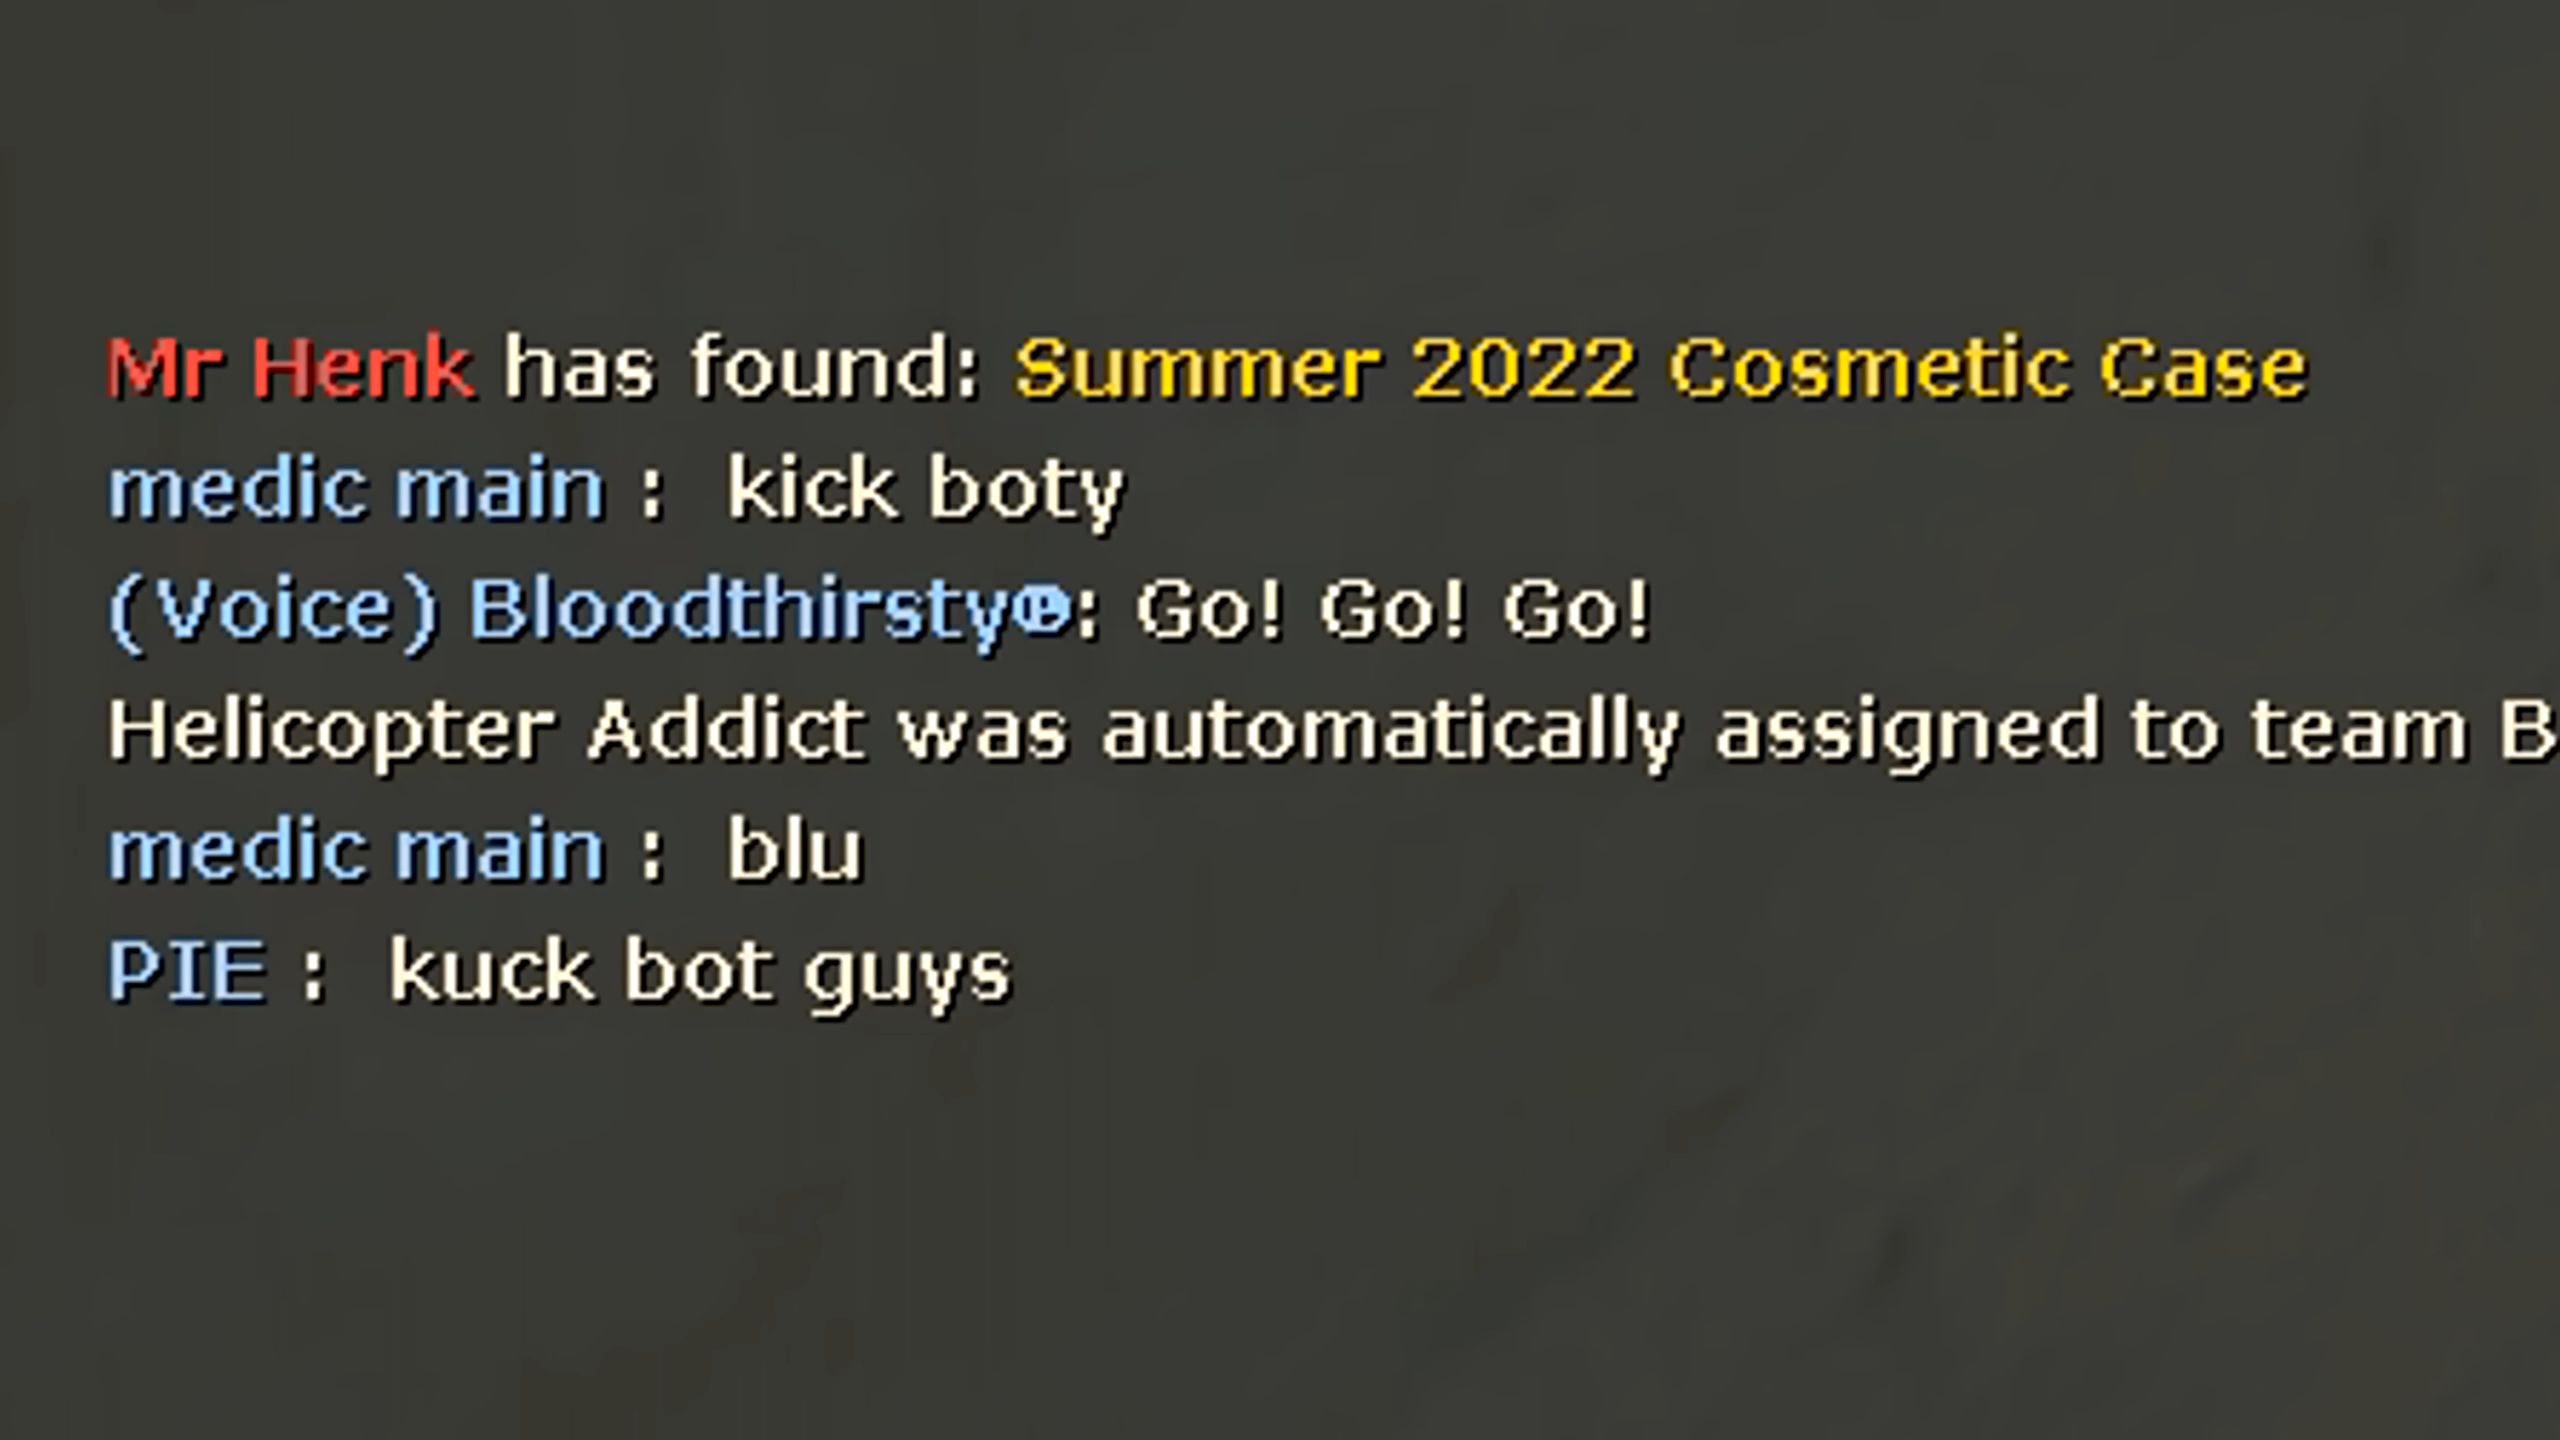 Mr Henk has found: Summer 2022 Cosmetic Case
medic main :  kick boty
(Voice) Bloodthirsty®: Go! Go! Go!
Helicopter Addict was automatically assigned to team B
medic main :  blu
PIE :  kuck bot guys